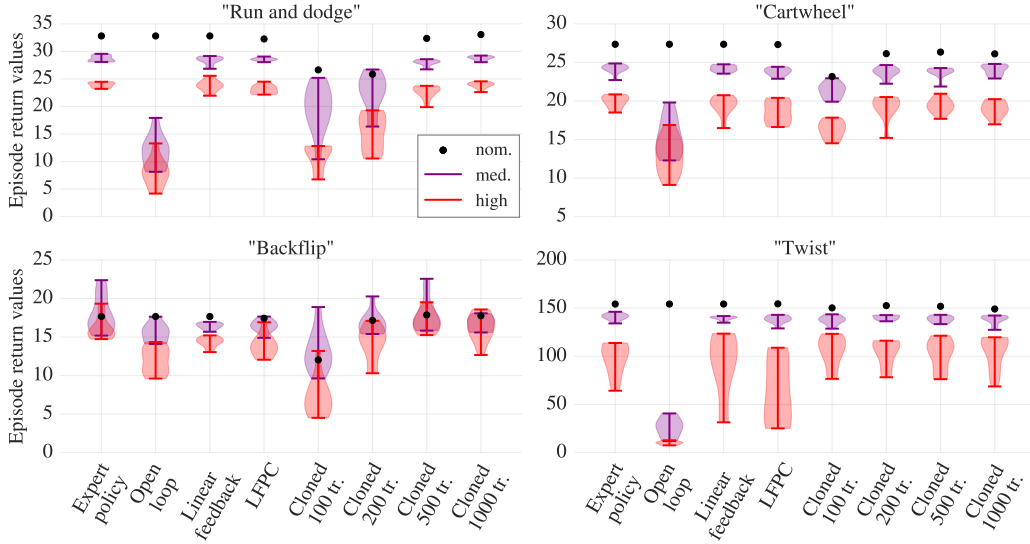 "Run and dodge"
Episode return values
35
30
25
20
15
10
5
0
nom.
med.
high
"Cartwheel"
30
25
20
15
10
5
"Backflip"
Episode return values
25
20
15
10
5
0
Expert
policy
Open
loop
Linear
feedback
LFPC
Cloned
100 tr.
Cloned
200 tr.
Cloned
500 tr.
Cloned
1000 tr.
"Twist"
200
150
100
50
0
Expert
policy
Open
loop
Linear
feedback
LFPC
Cloned
100 tr.
Cloned
200 tr.
Cloned
500 tr.
Cloned
1000 tr.